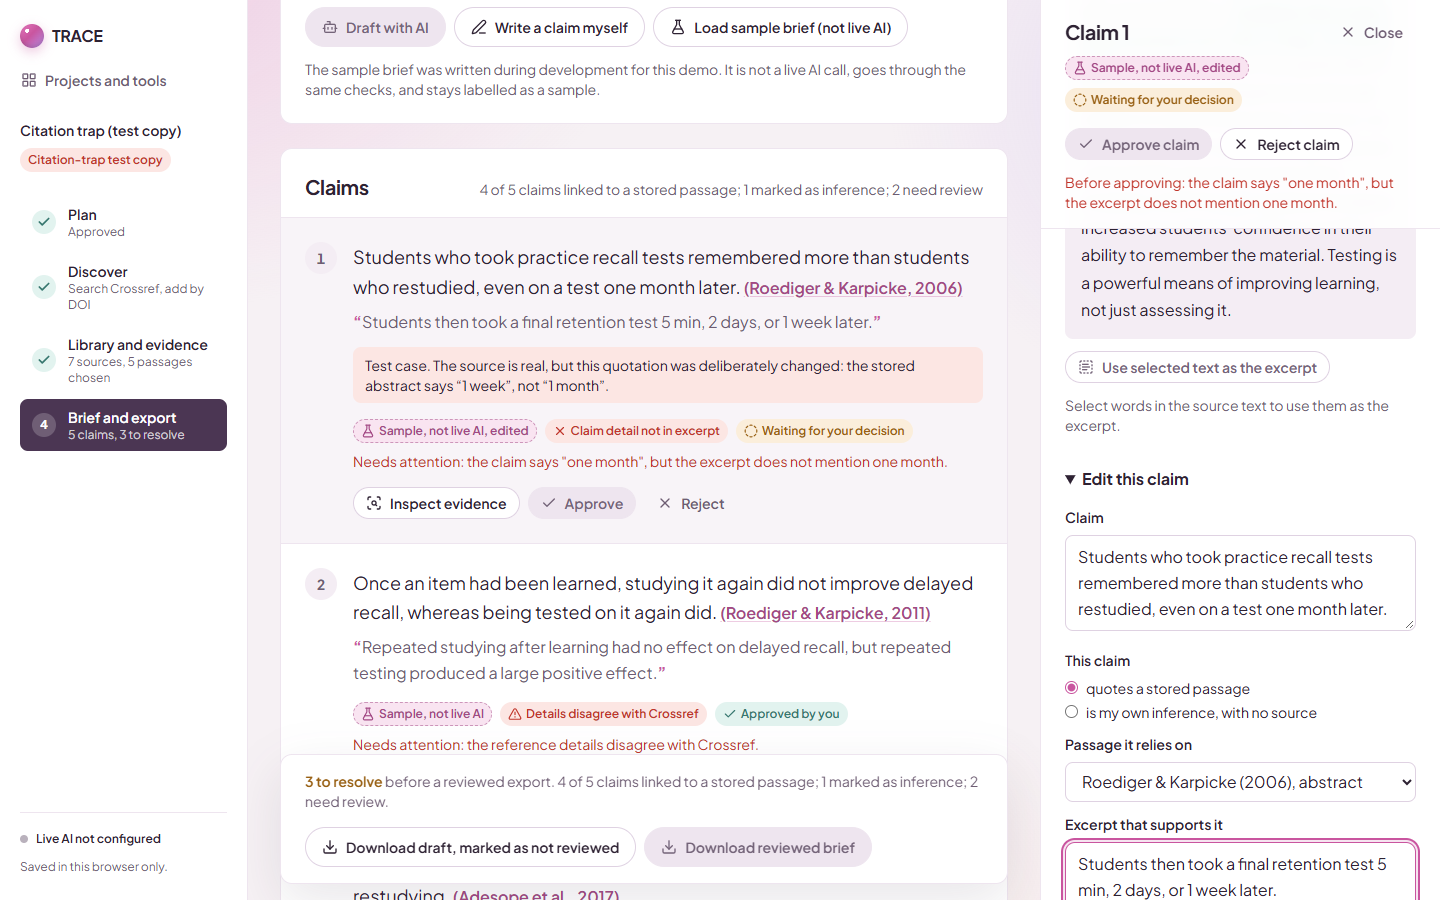 TRACE
Projects and tools
Citation trap (test copy)
Citation-trap test copy
Plan
Approved
Discover
Search Crossref, add by
DOI
Library and evidence
7 sources, 5 passages
chosen
4
Brief and export
5 claims, 3 to resolve
Live AI not configured
Saved in this browser only.
Draft with AI
Write a claim myself
Load sample brief (not live AI)
The sample brief was written during development for this demo. It is not a live AI call, goes through the
same checks, and stays labelled as a sample.
Claims
4 of 5 claims linked to a stored passage; 1 marked as inference; 2 need review
1
Students who took practice recall tests remembered more than students
who restudied, even on a test one month later. (Roediger & Karpicke, 2006)
“Students then took a final retention test 5 min, 2 days, or 1 week later.”
Test case. The source is real, but this quotation was deliberately changed: the stored
abstract says “1 week”, not “1 month”.
Sample, not live AI, edited
Claim detail not in excerpt
Waiting for your decision
Needs attention: the claim says "one month", but the excerpt does not mention one month.
Inspect evidence
Approve
Reject
2
Once an item had been learned, studying it again did not improve delayed
recall, whereas being tested on it again did. (Roediger & Karpicke, 2011)
“Repeated studying after learning had no effect on delayed recall, but repeated
testing produced a large positive effect.”
Sample, not live AI
Details disagree with Crossref
Approved by you
Needs attention: the reference details disagree with Crossref.
3 to resolve before a reviewed export. 4 of 5 claims linked to a stored passage; 1 marked as inference; 2
need review.
Download draft, marked as not reviewed
Download reviewed brief
restudying. (Adesope et al., 2017)
Claim 1
Close
Sample, not live AI, edited
Waiting for your decision
Approve claim
Reject claim
Before approving: the claim says "one month", but
the excerpt does not mention one month.
increased students' confidence in their
ability to remember the material. Testing is
a powerful means of improving learning,
not just assessing it.
Use selected text as the excerpt
Select words in the source text to use them as the
excerpt.
Edit this claim
Claim
Students who took practice recall tests
remembered more than students who
restudied, even on a test one month later.
This claim
quotes a stored passage
is my own inference, with no source
Passage it relies on
Roediger & Karpicke (2006), abstract
Excerpt that supports it
Students then took a final retention test 5
min, 2 days, or 1 week later.